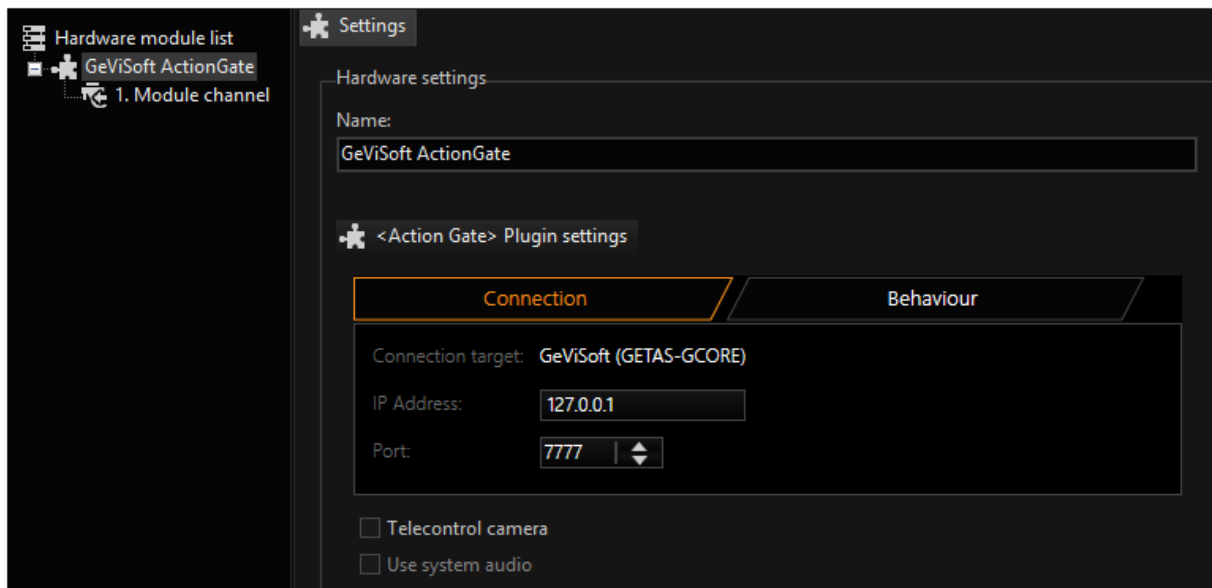 Hardware module list
GeViSoft ActionGate
1. Module channel
Settings
Hardware settings
Name:
GeViSoft ActionGate
<Action Gate> Plugin settings
Connection
Behaviour
Connection target: GeViSoft (GETAS-GCORE)
IP Address: 127.0.0.1
Port: 7777
Telecontrol camera
Use system audio